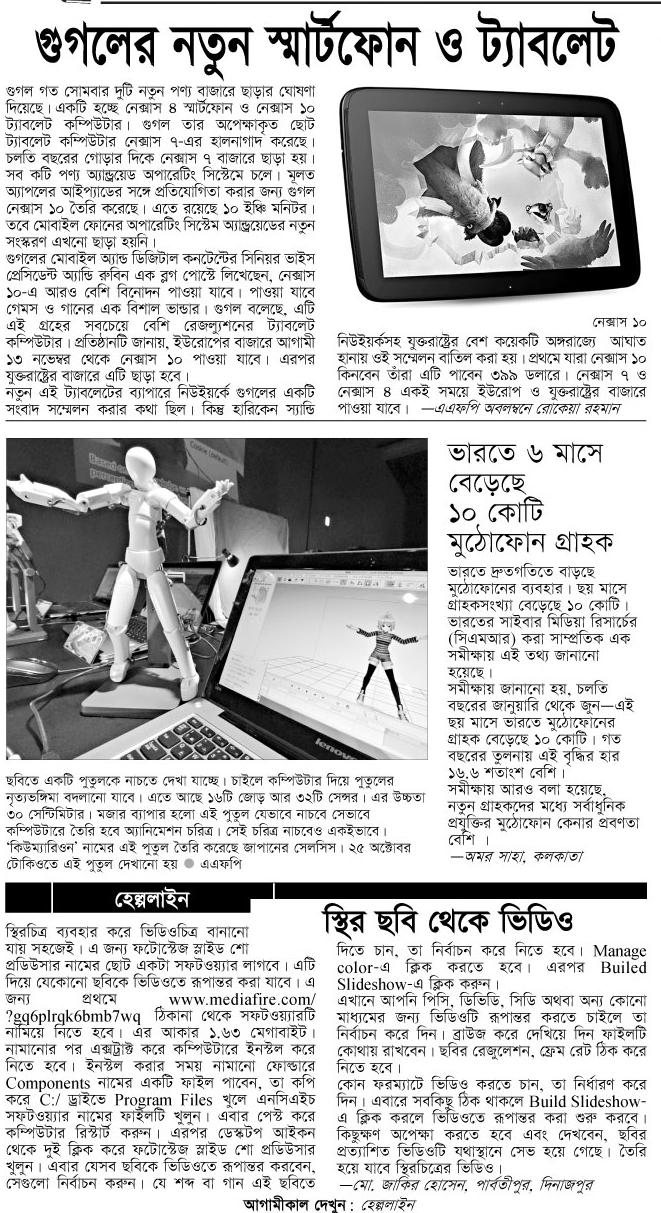 গুগলের নতুন স্মার্টফোন ও ট্যাবলেট
গুগল গত সোমবার দুটি নতুন পণ্য বাজারে ছাড়ার ঘোষণা
দিয়েছে। একটি হচ্ছে নেক্সাস ৪ স্মার্টফোন ও নেক্সাস ১০
ট্যাবলেট কম্পিউটার। গুগল তার অপেক্ষাকৃত ছোট
ট্যাবলেট কম্পিউটার নেক্সাস ৭-এর হালনাগাদ করেছে।
চলতি বছরের গোড়ার দিকে নেক্সাস ৭ বাজারে ছাড়া হয়।
সব কটি পণ্য অ্যান্ড্রয়েড অপারেটিং সিস্টেমে চলে। মূলত
অ্যাপলের আইপ্যাডের সঙ্গে প্রতিযোগিতা করার জন্য গুগল
নেক্সাস ১০ তৈরি করেছে। এতে রয়েছে ১০ ইঞ্চি মনিটর।
তবে মোবাইল ফোনের অপারেটিং সিস্টেম অ্যান্ড্রয়েডের নতুন
সংস্করণ এখনো ছাড়া হয়নি।
গুগলের মোবাইল অ্যান্ড ডিজিটাল কনটেন্টের সিনিয়র ভাইস
প্রেসিডেন্ট অ্যান্ডি রুবিন এক ব্লগ পোস্টে লিখেছেন, নেক্সাস
১০-এ আরও বেশি বিনোদন পাওয়া যাবে। পাওয়া যাবে
গেমস ও গানের এক বিশাল ভান্ডার। গুগল বলেছে, এটি
এই গ্রহের সবচেয়ে বেশি রেজল্যুশনের ট্যাবলেট
কম্পিউটার। প্রতিষ্ঠানটি জানায়, ইউরোপের বাজারে আগামী
১৩ নভেম্বর থেকে নেক্সাস ১০ পাওয়া যাবে। এরপর
যুক্তরাষ্ট্রের বাজারে এটি ছাড়া হবে।
নতুন এই ট্যাবলেটের ব্যাপারে নিউইয়র্কে গুগলের একটি
সংবাদ সম্মেলন করার কথা ছিল। কিন্তু হারিকেন স্যান্ডি
নেক্সাস ১০
নিউইয়র্কসহ যুক্তরাষ্ট্রের বেশ কয়েকটি অঙ্গরাজ্যে আঘাত
হানায় ওই সম্মেলন বাতিল করা হয়। প্রথমে যারা নেক্সাস ১০
কিনবেন তাঁরা এটি পাবেন ৩৯৯ ডলারে। নেক্সাস ৭ ও
নেক্সাস ৪ একই সময়ে ইউরোপ ও যুক্তরাষ্ট্রের বাজারে
পাওয়া যাবে। —এএফপি অবলম্বনে রোকেয়া রহমান
lenovo
ছবিতে একটি পুতুলকে নাচতে দেখা যাচ্ছে। চাইলে কম্পিউটার দিয়ে পুতুলের
নৃত্যভঙ্গিমা বদলানো যাবে। এতে আছে ১৬টি জোড় আর ৩২টি সেন্সর। এর উচ্চতা
৩০ সেন্টিমিটার। মজার ব্যাপার হলো এই পুতুল যেভাবে নাচবে সেভাবে
কম্পিউটারে তৈরি হবে অ্যানিমেশন চরিত্র। সেই চরিত্র নাচবেও একইভাবে।
‘কিউম্যারিওন’ নামের এই পুতুল তৈরি করেছে জাপানের সেলসিস। ২৫ অক্টোবর
টোকিওতে এই পুতুল দেখানো হয় ● এএফপি
ভারতে ৬ মাসে
বেড়েছে
১০ কোটি
মুঠোফোন গ্রাহক
ভারতে দ্রুতগতিতে বাড়ছে
মুঠোফোনের ব্যবহার। ছয় মাসে
গ্রাহকসংখ্যা বেড়েছে ১০ কোটি।
ভারতের সাইবার মিডিয়া রিসার্চের
(সিএমআর) করা সাম্প্রতিক এক
সমীক্ষায় এই তথ্য জানানো
হয়েছে।
সমীক্ষায় জানানো হয়, চলতি
বছরের জানুয়ারি থেকে জুন—এই
ছয় মাসে ভারতে মুঠোফোনের
গ্রাহক বেড়েছে ১০ কোটি। গত
বছরের তুলনায় এই বৃদ্ধির হার
১৬.৬ শতাংশ বেশি।
সমীক্ষায় আরও বলা হয়েছে,
নতুন গ্রাহকদের মধ্যে সর্বাধুনিক
প্রযুক্তির মুঠোফোন কেনার প্রবণতা
বেশি ।
—অমর সাহা, কলকাতা
হেল্পলাইন
স্থির ছবি থেকে ভিডিও
স্থিরচিত্র ব্যবহার করে ভিডিওচিত্র বানানো
যায় সহজেই। এ জন্য ফটোস্টেজ স্লাইড শো
প্রডিউসার নামের ছোট একটা সফটওয়্যার লাগবে। এটি
দিয়ে যেকোনো ছবিকে ভিডিওতে রূপান্তর করা যাবে। এ
জন্য প্রথমে www.mediafire.com/
?gq6plrqk6bmb7wq ঠিকানা থেকে সফটওয়্যারটি
নামিয়ে নিতে হবে। এর আকার ১.৬৩ মেগাবাইট।
নামানোর পর এক্সট্রাক্ট করে কম্পিউটারে ইনস্টল করে
নিতে হবে। ইনস্টল করার সময় নামানো ফোল্ডারে
Components নামের একটি ফাইল পাবেন, তা কপি
করে C:/ ড্রাইভে Program Files খুলে এনসিএইচ
সফটওয়্যার নামের ফাইলটি খুলুন। এবার পেস্ট করে
কম্পিউটার রিস্টার্ট করুন। এরপর ডেস্কটপ আইকন
থেকে দুই ক্লিক করে ফটোস্টেজ স্লাইড শো প্রডিউসার
খুলুন। এবার যেসব ছবিকে ভিডিওতে রূপান্তর করবেন,
সেগুলো নির্বাচন করুন। যে শব্দ বা গান এই ছবিতে
দিতে চান, তা নির্বাচন করে নিতে হবে। Manage
color-এ ক্লিক করতে হবে। এরপর Builed
Slideshow-এ ক্লিক করুন।
এখানে আপনি পিসি, ডিভিডি, সিডি অথবা অন্য কোনো
মাধ্যমের জন্য ভিডিওটি রূপান্তর করতে চাইলে তা
নির্বাচন করে দিন। ব্রাউজ করে দেখিয়ে দিন ফাইলটি
কোথায় রাখবেন। ছবির রেজুলেশন, ফ্রেম রেট ঠিক করে
নিতে হবে।
কোন ফরম্যাটে ভিডিও করতে চান, তা নির্ধারণ করে
দিন। এবারে সবকিছু ঠিক থাকলে Build Slideshow-
এ ক্লিক করলে ভিডিওতে রূপান্তর করা শুরু করবে।
কিছুক্ষণ অপেক্ষা করতে হবে এবং দেখবেন, ছবির
প্রত্যাশিত ভিডিওটি যথাস্থানে সেভ হয়ে গেছে। তৈরি
হয়ে যাবে স্থিরচিত্রের ভিডিও।
—মো. জাকির হোসেন, পার্বতীপুর, দিনাজপুর
আগামীকাল দেখুন : হেল্পলাইন